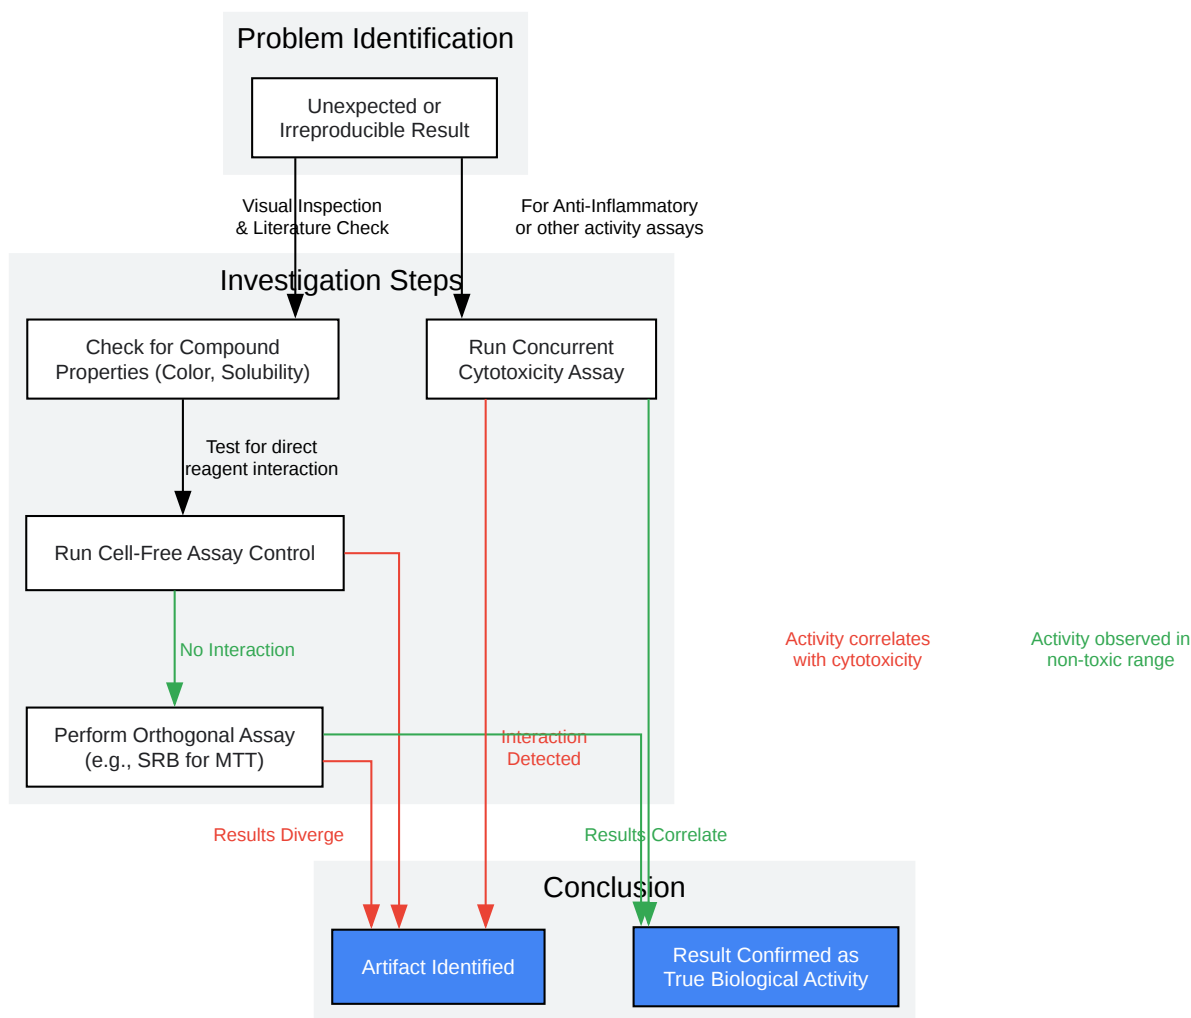 Problem Identification
Unexpected or
Irreproducible Result
Visual Inspection
& Literature Check
For Anti-Inflammatory
or other activity assays
Investigation Steps
Check for Compound
Properties (Color, Solubility)
Run Concurrent
Cytotoxicity Assay
Test for direct
reagent interaction
Run Cell-Free Assay Control
No Interaction
Activity correlates
with cytotoxicity
Activity observed in
non-toxic range
Perform Orthogonal Assay
(e.g., SRB for MTT)
Interaction
Detected
Results Diverge
Results Correlate
Conclusion
Artifact Identified
Result Confirmed as
True Biological Activity